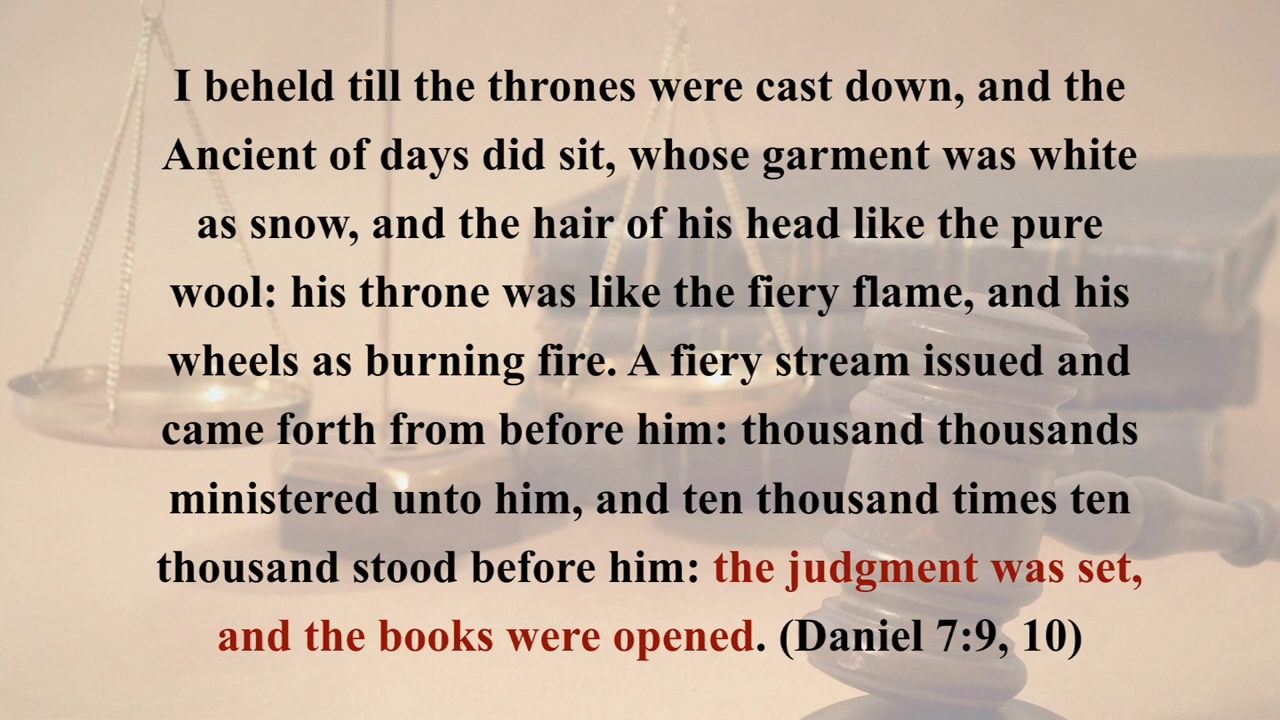 I beheld till the thrones were cast down, and the
Ancient of days did sit, whose garment was white
as snow, and the hair of his head like the pure
wool: his throne was like the fiery flame, and his
wheels as burning fire. A fiery stream issued and
came forth from before him: thousand thousands
ministered unto him, and ten thousand times ten
thousand stood before him: the judgment was set,
and the books were opened. (Daniel 7:9, 10)